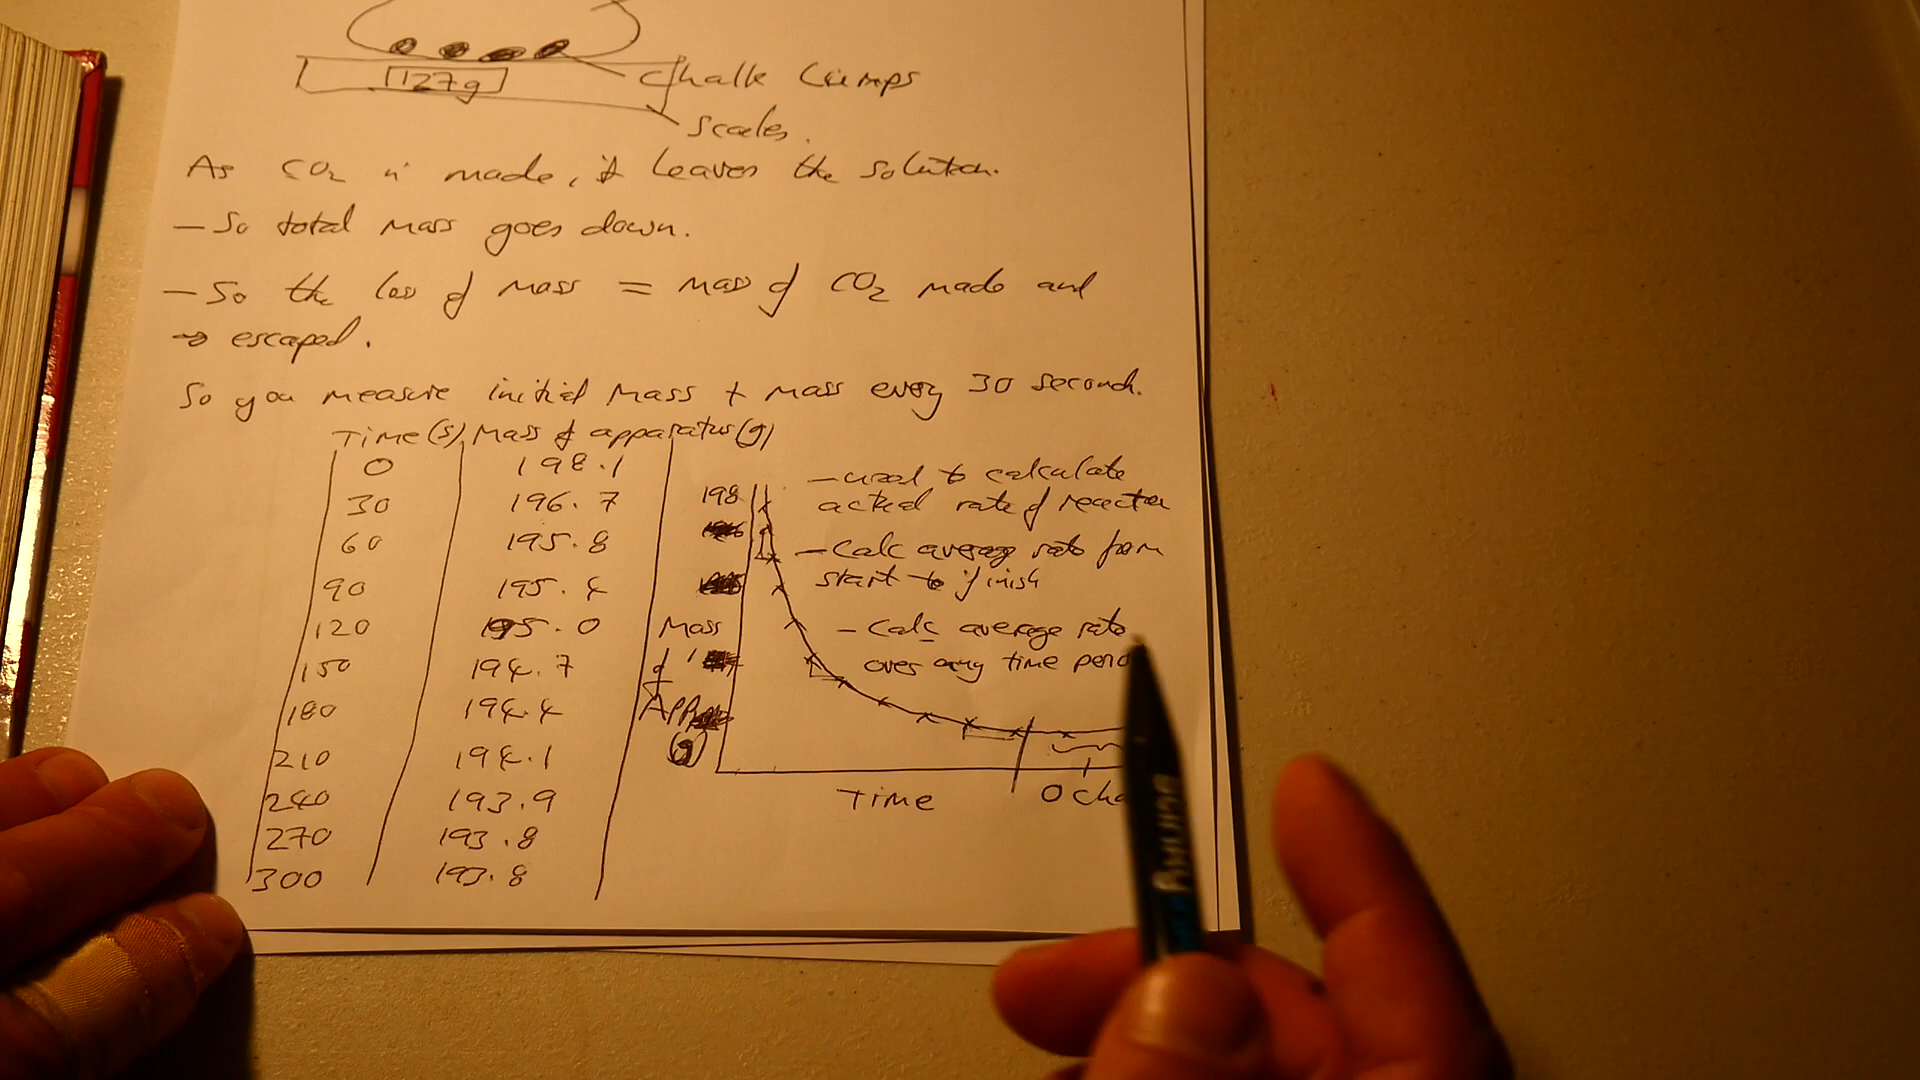 127g
Chalk Lumps
Scales.
As CO2 is made, it leaves the solution.
- So total mass goes down.
- So the loss of mass = mass of CO2 made and
→ escaped.
So you measure initial mass + mass every 30 second.
Time (s) Mass of apparatus (g)
0 198.1
30 196.7
60 195.8
90 195.4
120 195.0
150 194.7
180 194.4
210 194.1
240 193.9
270 193.8
300 193.8
198
Mass
of
App
(g)
Time
0 cha
- used to calculate
actual rate of reaction
- Calc average rate from
start to finish
- Calc average rate
over any time perio